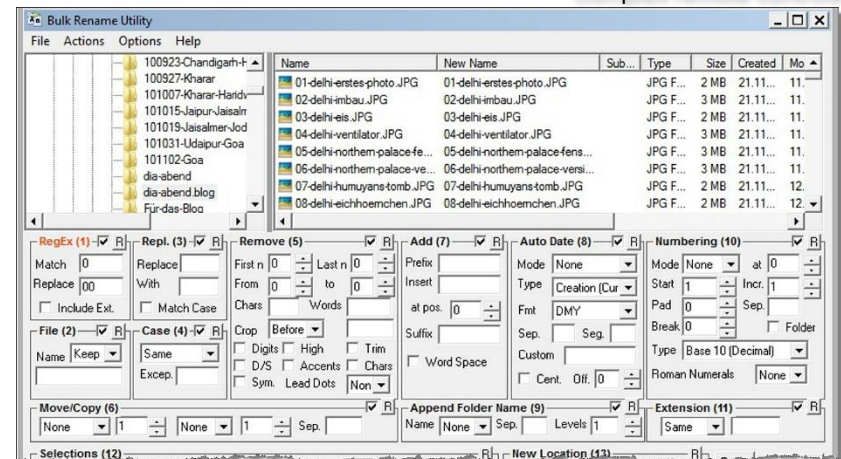 Bulk Rename Utility
File Actions Options Help
100923-Chandigarh-H
100927-Kharar
101007-Kharar-Haridv
101015-Jaipur-Jaisalm
101019-Jaisalmer-Jod
101031-Udaipur-Goa
101102-Goa
dia-abend
dia-abend.blog
Für-das-Blog
Name New Name Sub... Type Size Created Mo
01-delhi-erstes-photo.JPG 01-delhi-erstes-photo.JPG JPG F... 2 MB 21.11... 11.
02-delhi-imbau.JPG 02-delhi-imbau.JPG JPG F... 3 MB 21.11... 11.
03-delhi-eis.JPG 03-delhi-eis.JPG JPG F... 2 MB 21.11... 11.
04-delhi-ventilator.JPG 04-delhi-ventilator.JPG JPG F... 3 MB 21.11... 11.
05-delhi-northern-palace-fe... 05-delhi-northern-palace-fens... JPG F... 3 MB 21.11... 11.
06-delhi-northern-palace-ve... 06-delhi-northern-palace-versi... JPG F... 3 MB 21.11... 11.
07-delhi-humuyans-tomb.JPG 07-delhi-humuyans-tomb.JPG JPG F... 2 MB 21.11... 12.
08-delhi-eichhoernchen.JPG 08-delhi-eichhoernchen.JPG JPG F... 2 MB 21.11... 12.
RegEx (1) R Repl. (3) R Remove (5) R Add (7) R Auto Date (8) R Numbering (10) R
Match 0 Replace First n 0 Last n 0 Prefix Mode None Mode None at 0
Replace 00 With From 0 to 0 Insert Type Creation (Cur Start 1 Incr. 1
Include Ext. Match Case Chars Words at pos. 0 Fmt DMY Pad 0 Sep.
File (2) R Case (4) R Crop Before Suffix Sep. Seg. Break 0 Folder
Name Keep Same Digits High Trim Word Space Custom Type Base 10 (Decimal)
Excep. D/S Accents Chars Cent. Off. 0 Roman Numerals None
Sym. Lead Dots Non
Move/Copy (6) R Append Folder Name (9) R Extension (11) R
None 1 None 1 Sep. Name None Sep. Levels 1 Same
Selections (12) R New Location (13) R